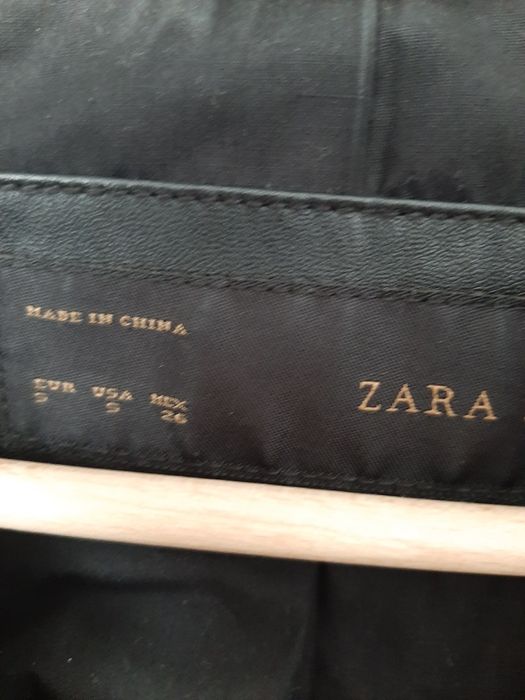 MADE IN CHINA
EUR USA MEX
S S 26
ZARA